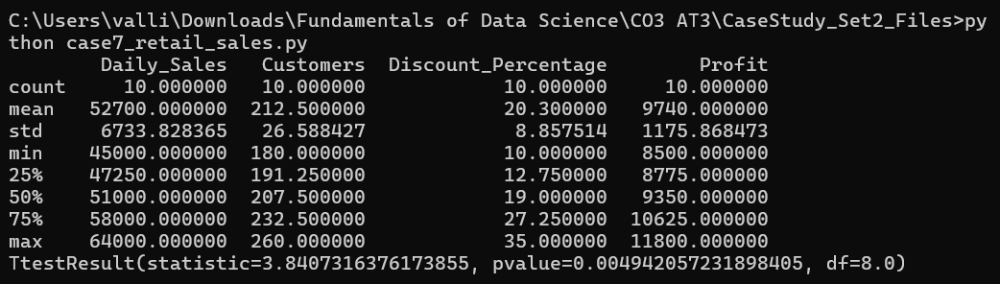 C:\Users\valli\Downloads\Fundamentals of Data Science\CO3 AT3\CaseStudy_Set2_Files>py
thon case7_retail_sales.py
Daily_Sales Customers Discount_Percentage Profit
count 10.000000 10.000000 10.000000 10.000000
mean 52700.000000 212.500000 20.300000 9740.000000
std 6733.828365 26.588427 8.857514 1175.868473
min 45000.000000 180.000000 10.000000 8500.000000
25% 47250.000000 191.250000 12.750000 8775.000000
50% 51000.000000 207.500000 19.000000 9350.000000
75% 58000.000000 232.500000 27.250000 10625.000000
max 64000.000000 260.000000 35.000000 11800.000000
TtestResult(statistic=3.8407316376173855, pvalue=0.004942057231898405, df=8.0)